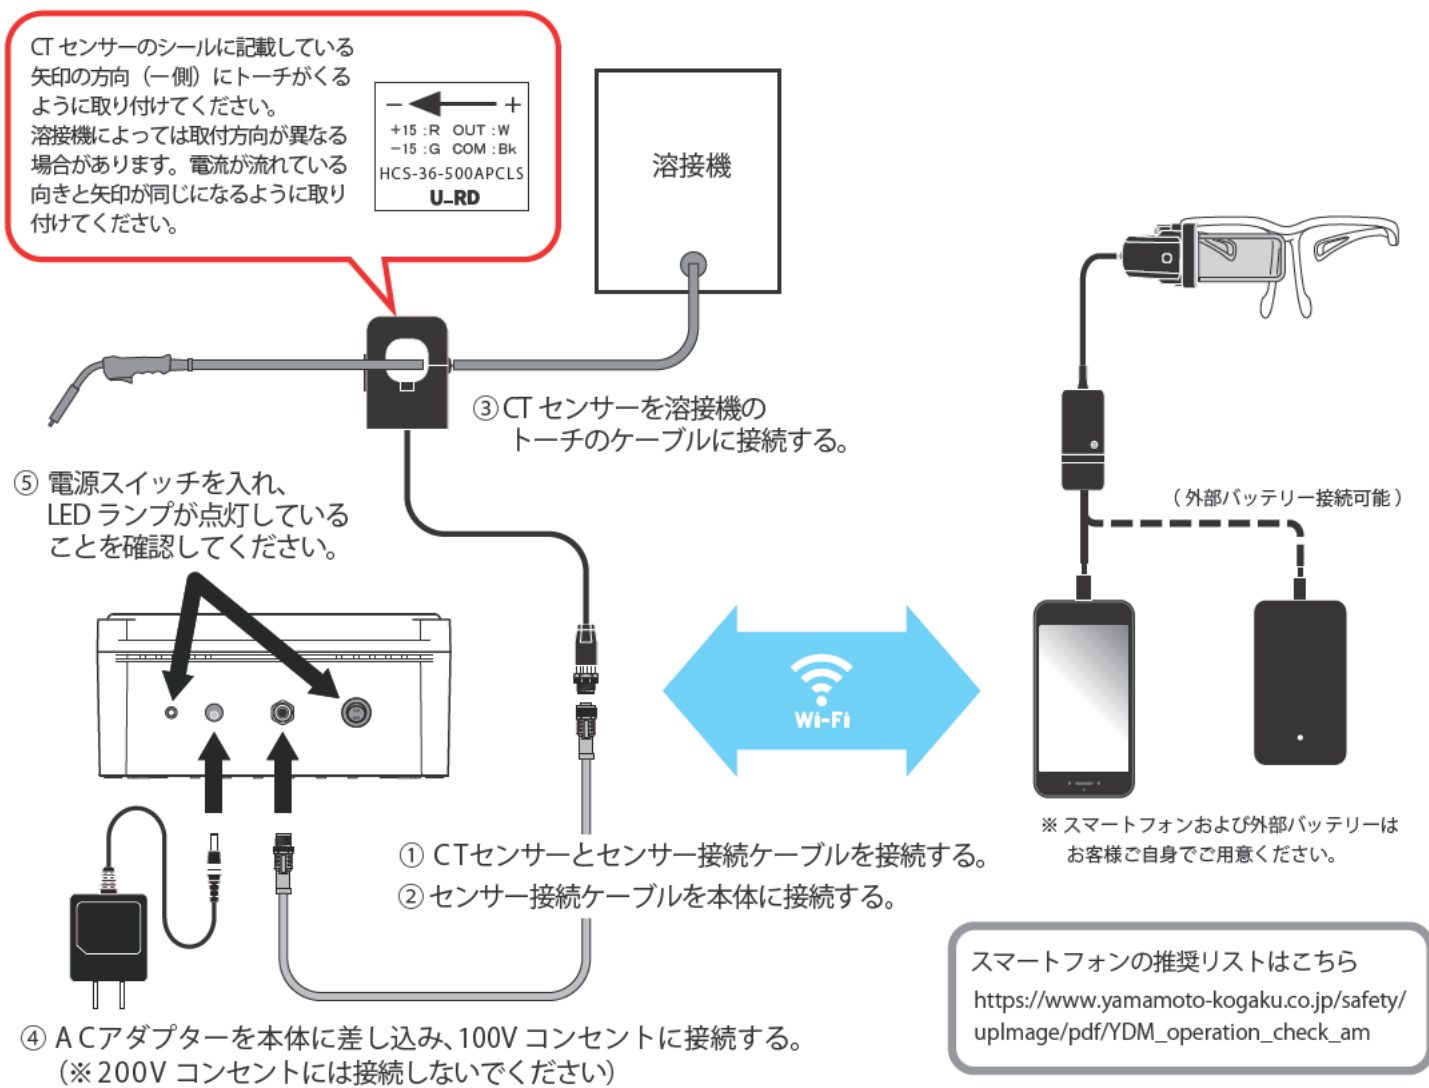 CT センサーのシールに記載している
矢印の方向（－側）にトーチがくる
ように取り付けてください。
溶接機によっては取付方向が異なる
場合があります。電流が流れている
向きと矢印が同じになるように取り
付けてください。
－ ＋
+15 :R OUT :W
−15 :G COM :Bk
HCS-36-500APCLS
U_RD
溶接機
③ CT センサーを溶接機の
トーチのケーブルに接続する。
⑤ 電源スイッチを入れ、
LED ランプが点灯している
ことを確認してください。
（ 外部バッテリー接続可能 ）
Wi-Fi
※ スマートフォンおよび外部バッテリーは
お客様ご自身でご用意ください。
① CTセンサーとセンサー接続ケーブルを接続する。
② センサー接続ケーブルを本体に接続する。
スマートフォンの推奨リストはこちら
https://www.yamamoto-kogaku.co.jp/safety/
upImage/pdf/YDM_operation_check_am
④ ACアダプターを本体に差し込み、100V コンセントに接続する。
（※200V コンセントには接続しないでください）